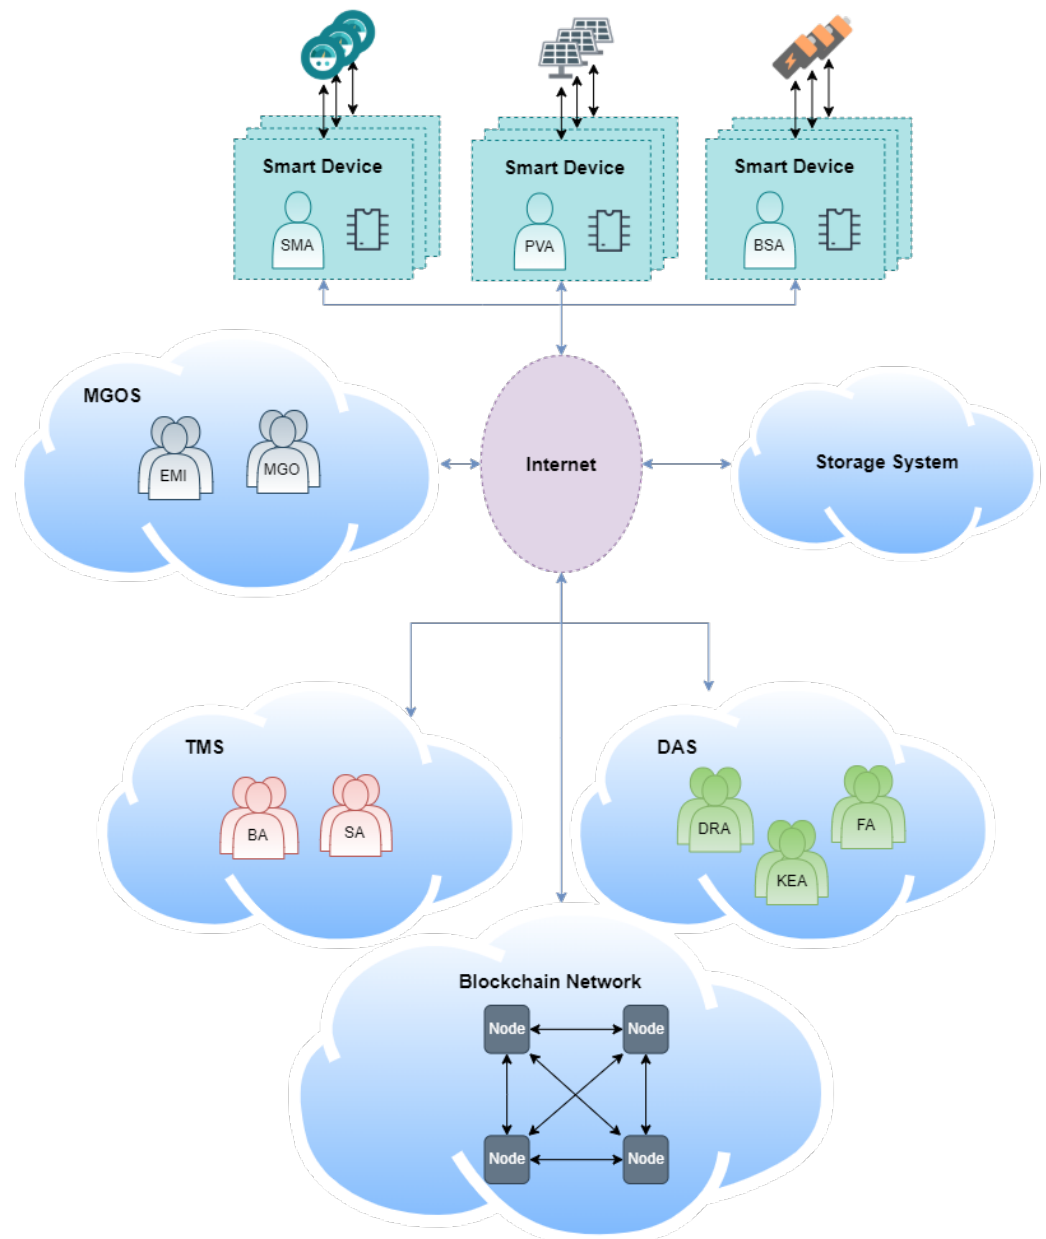 Smart Device
Smart Device
Smart Device
SMA
PVA
BSA
MGOS
EMI
MGO
Internet
Storage System
TMS
BA
SA
DAS
DRA
FA
KEA
Blockchain Network
Node
Node
Node
Node